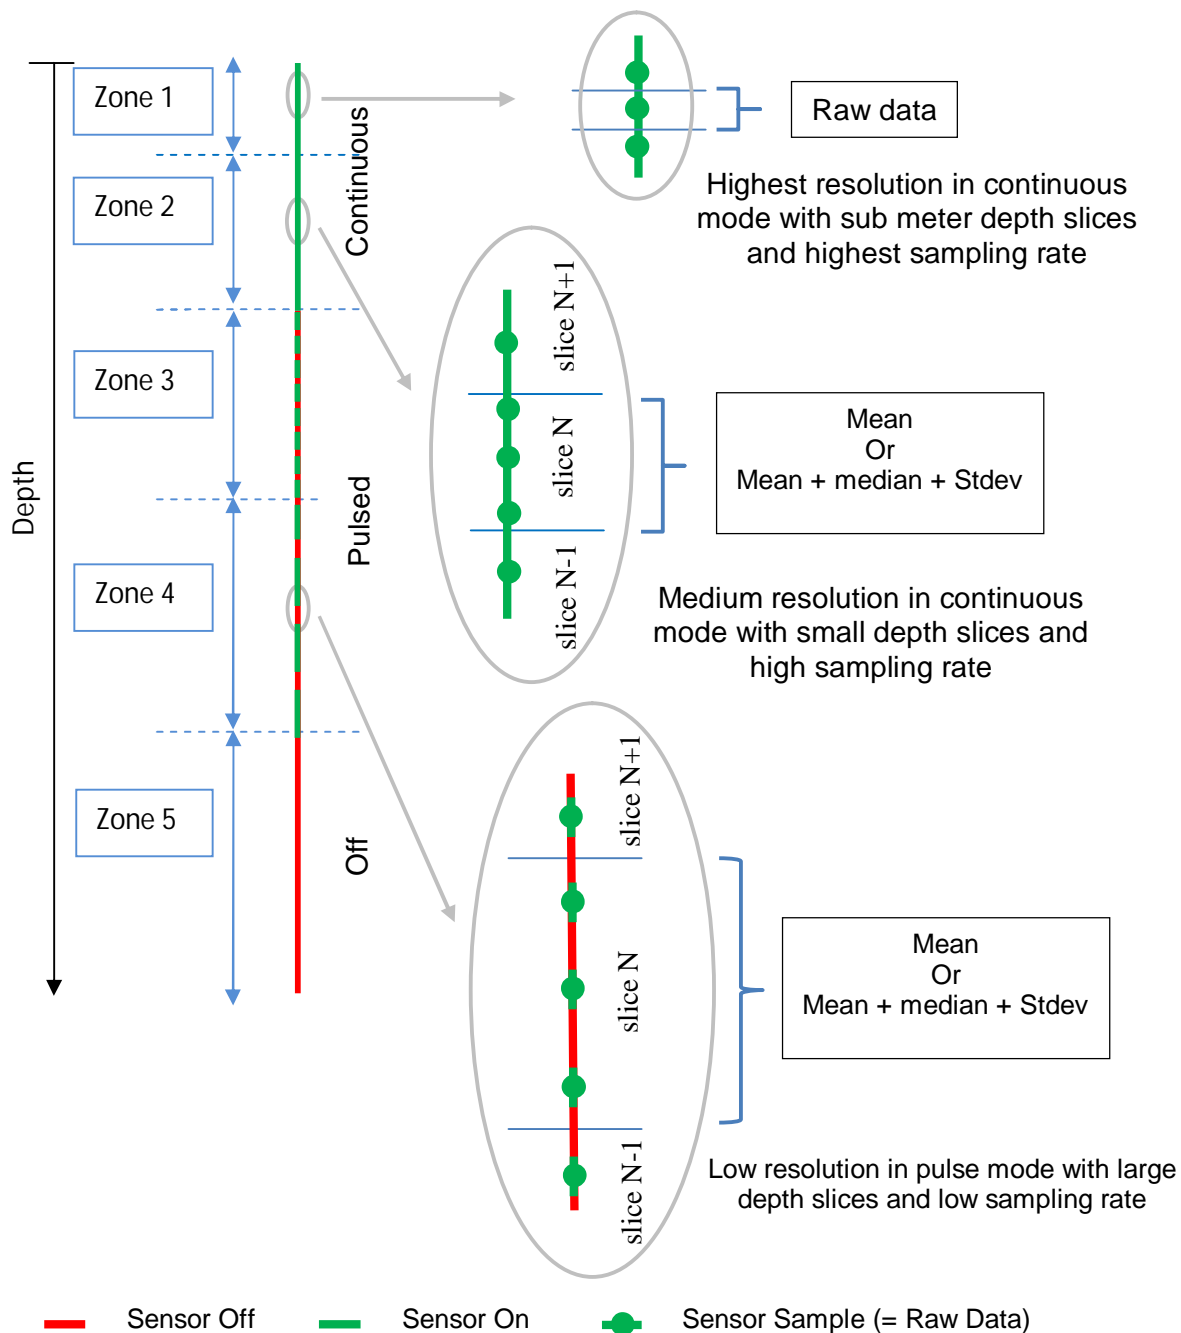 Zone 1
Zone 2
Zone 3
Zone 4
Zone 5
Depth
Continuous
Pulsed
Off
Raw data
Highest resolution in continuous
mode with sub meter depth slices
and highest sampling rate
slice N+1
slice N
slice N-1
Mean
Or
Mean + median + Stdev
Medium resolution in continuous
mode with small depth slices and
high sampling rate
slice N+1
slice N
slice N-1
Mean
Or
Mean + median + Stdev
Low resolution in pulse mode with large
depth slices and low sampling rate
Sensor Off
Sensor On
Sensor Sample (= Raw Data)